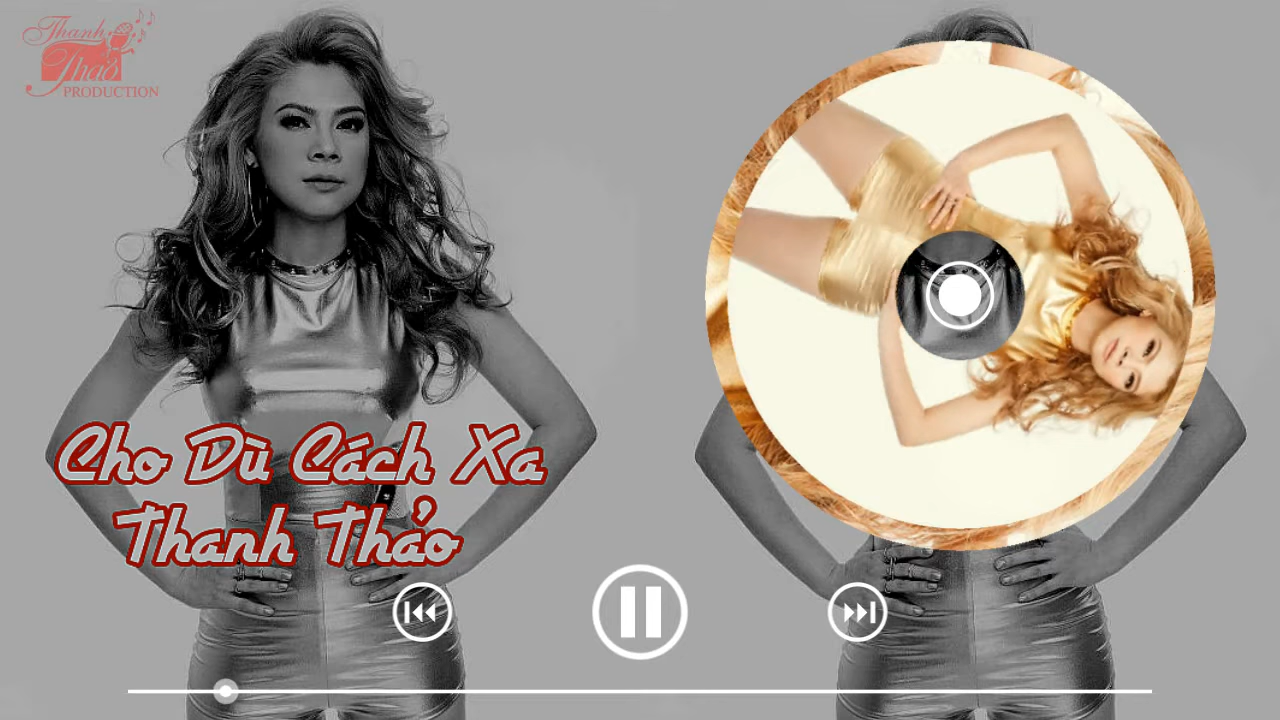 Thanh
Thảo
PRODUCTION
Cho Dù Cách Xa
Thanh Thảo